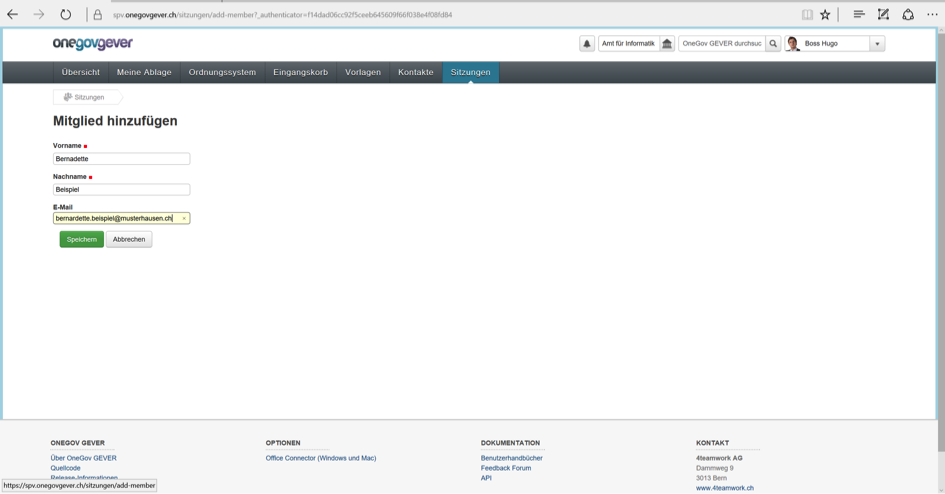 spv.onegovgever.ch/sitzungen/add-member?_authenticator=f14dad06cc92f5ceeb645609f66f038e4f08fd84
onegovgever
Amt für Informatik
OneGov GEVER durchsuc
Boss Hugo
Übersicht
Meine Ablage
Ordnungssystem
Eingangskorb
Vorlagen
Kontakte
Sitzungen
Sitzungen
Mitglied hinzufügen
Vorname
Bernadette
Nachname
Beispiel
E-Mail
bernardette.beispiel@musterhausen.ch
Speichern
Abbrechen
ONEGOV GEVER
Über OneGov GEVER
Quellcode
Release-Informationen
OPTIONEN
Office Connector (Windows und Mac)
DOKUMENTATION
Benutzerhandbücher
Feedback Forum
API
KONTAKT
4teamwork AG
Dammweg 9
3013 Bern
www.4teamwork.ch
https://spv.onegovgever.ch/sitzungen/add-member